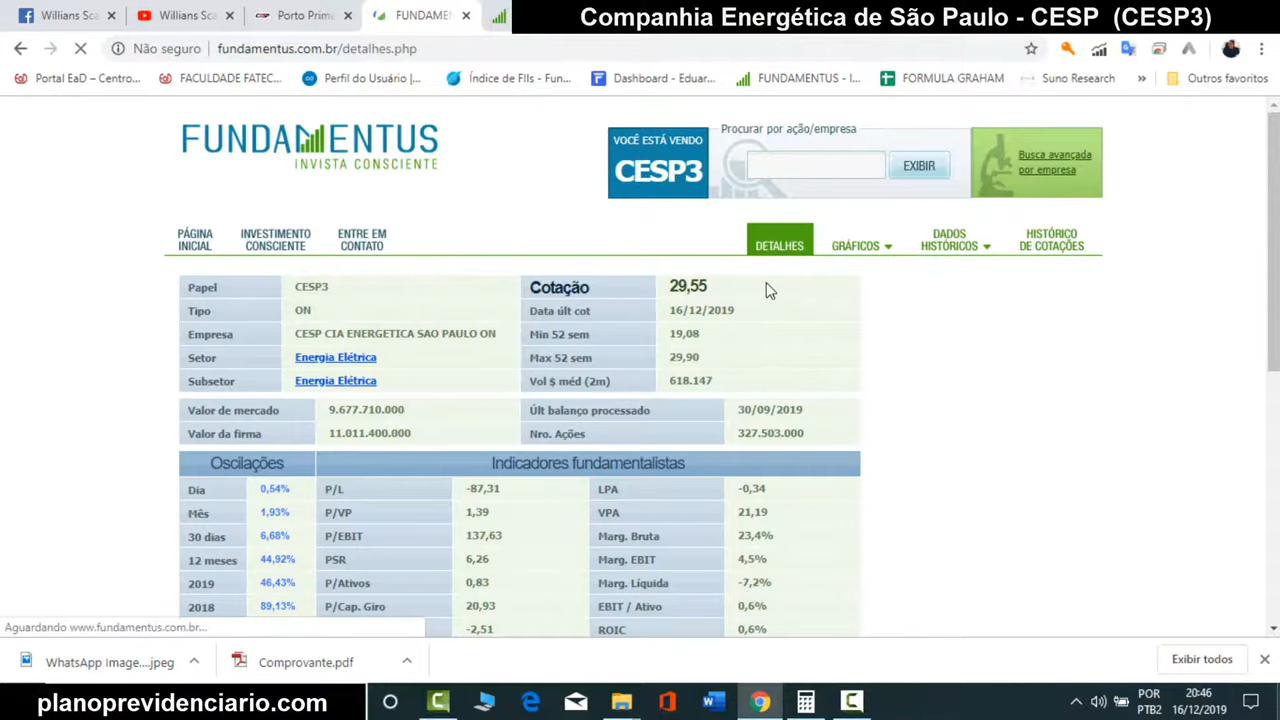 Willians Sca
Willians Sca
Porto Prim
FUNDAMEN
Companhia Energética de São Paulo - CESP (CESP3)
Não seguro
fundamentus.com.br/detalhes.php
Portal EaD – Centro...
FACULDADE FATEC...
Perfil do Usuário |...
Índice de FIIs - Fun...
Dashboard - Eduar...
FUNDAMENTUS - I...
FORMULA GRAHAM
Suno Research
»
Outros favoritos
FUNDAMENTUS
INVISTA CONSCIENTE
VOCÊ ESTÁ VENDO
CESP3
Procurar por ação/empresa
EXIBIR
Busca avançada
por empresa
PÁGINA
INICIAL
INVESTIMENTO
CONSCIENTE
ENTRE EM
CONTATO
DETALHES
GRÁFICOS
DADOS
HISTÓRICOS
HISTÓRICO
DE COTAÇÕES
Papel CESP3 Cotação 29,55
Tipo ON Data últ cot 16/12/2019
Empresa CESP CIA ENERGETICA SAO PAULO ON Min 52 sem 19,08
Setor Energia Elétrica Max 52 sem 29,90
Subsetor Energia Elétrica Vol $ méd (2m) 618.147
Valor de mercado 9.677.710.000 Últ balanço processado 30/09/2019
Valor da firma 11.011.400.000 Nro. Ações 327.503.000
Oscilações Indicadores fundamentalistas
Dia 0,54% P/L -87,31 LPA -0,34
Mês 1,93% P/VP 1,39 VPA 21,19
30 dias 6,68% P/EBIT 137,63 Marg. Bruta 23,4%
12 meses 44,92% PSR 6,26 Marg. EBIT 4,5%
2019 46,43% P/Ativos 0,83 Marg. Líquida -7,2%
2018 89,13% P/Cap. Giro 20,93 EBIT / Ativo 0,6%
-2,51 ROIC 0,6%
Aguardando www.fundamentus.com.br...
WhatsApp Image....jpeg
Comprovante.pdf
Exibir todos
planoprevidenciario.com
POR
PTB2
20:46
16/12/2019